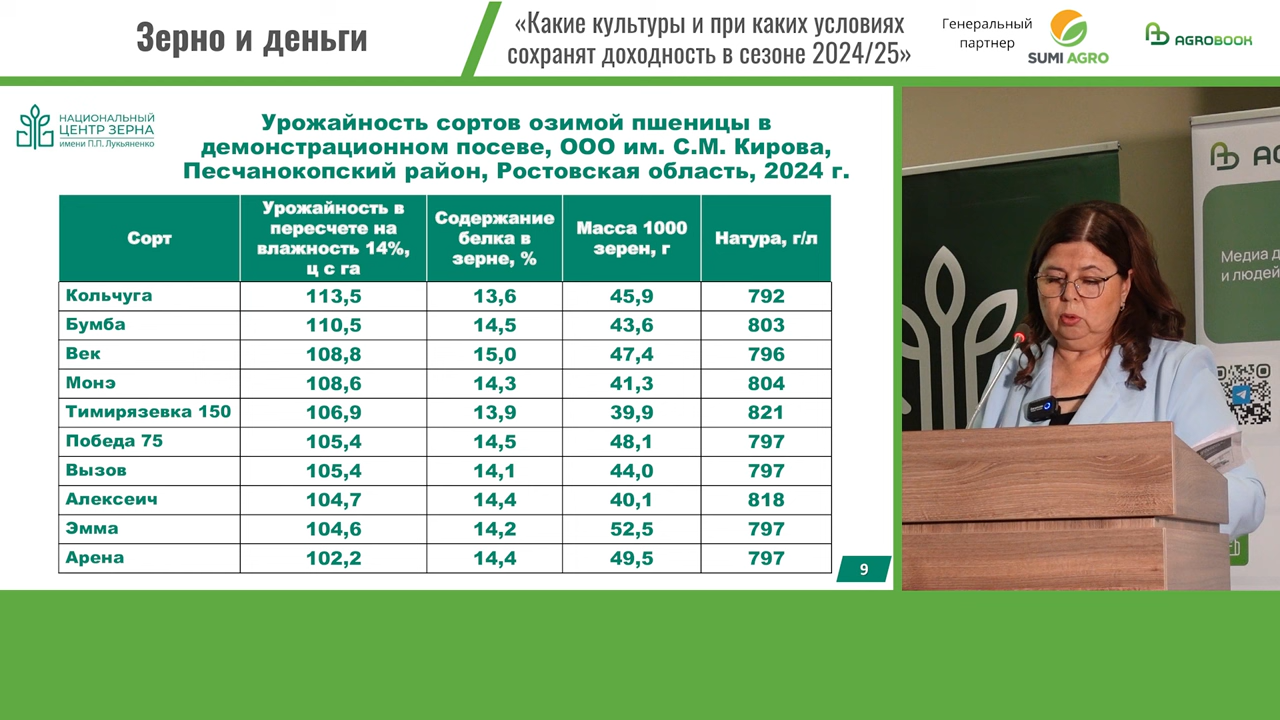 Зерно и деньги
«Какие культуры и при каких условиях
сохранят доходность в сезоне 2024/25»
Генеральный
партнер
SUMI AGRO
AGROBOOK
НАЦИОНАЛЬНЫЙ
ЦЕНТР ЗЕРНА
имени П.П. Лукьяненко
Урожайность сортов озимой пшеницы в
демонстрационном посеве, ООО им. С.М. Кирова,
Песчанокопский район, Ростовская область, 2024 г.
Сорт
Урожайность в
пересчете на
влажность 14%,
ц с га
Содержание
белка в
зерне, %
Масса 1000
зерен, г
Натура, г/л
Кольчуга 113,5 13,6 45,9 792
Бумба 110,5 14,5 43,6 803
Век 108,8 15,0 47,4 796
Монэ 108,6 14,3 41,3 804
Тимирязевка 150 106,9 13,9 39,9 821
Победа 75 105,4 14,5 48,1 797
Вызов 105,4 14,1 44,0 797
Алексеич 104,7 14,4 40,1 818
Эмма 104,6 14,2 52,5 797
Арена 102,2 14,4 49,5 797
9
Медиа д
и людей